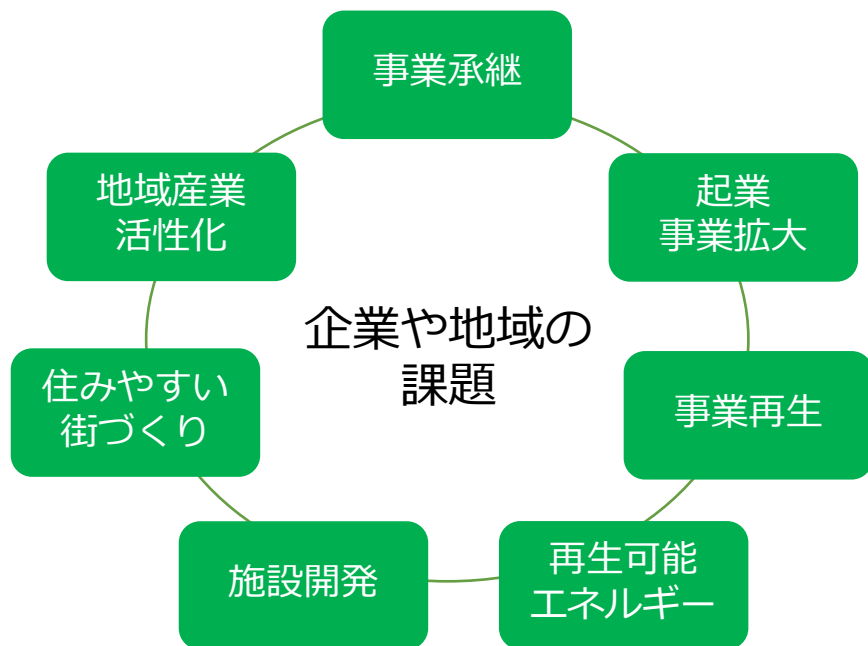 事業承継
起業
事業拡大
事業再生
再生可能
エネルギー
施設開発
住みやすい
街づくり
地域産業
活性化
企業や地域の
課題